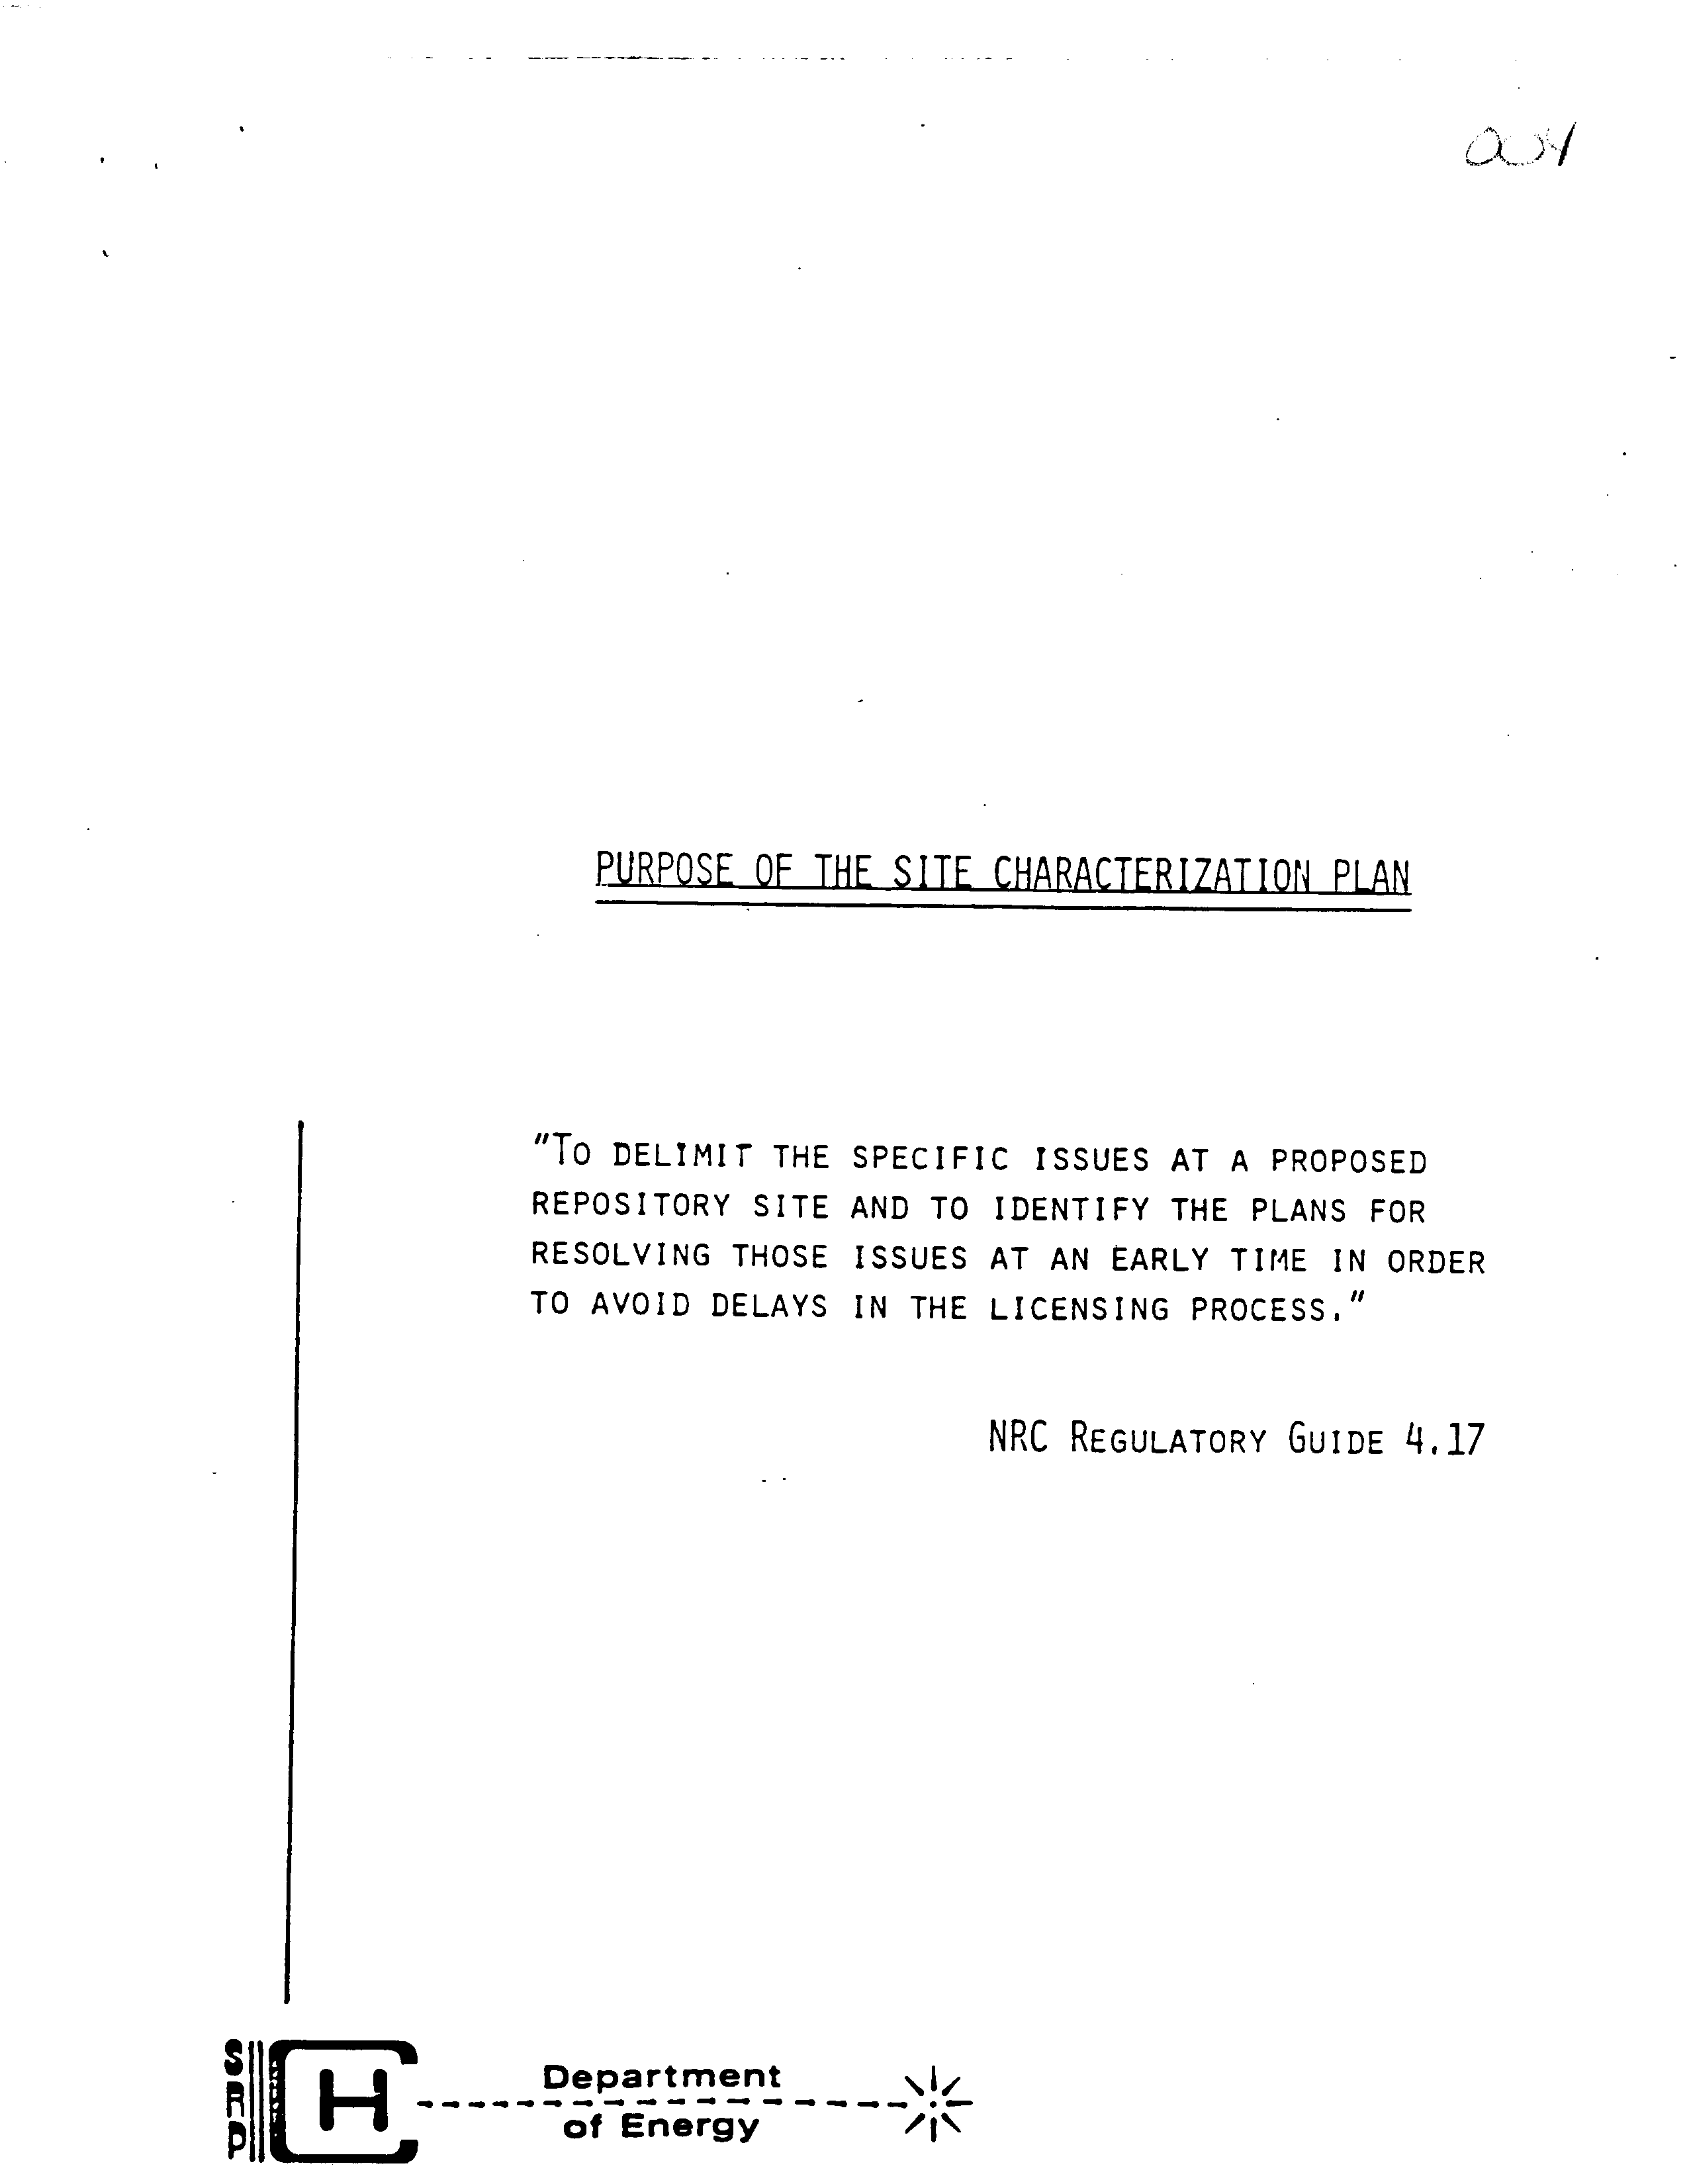 PURPOSE OF THE SITE CHARACTERIZATION PLAN
"TO DELIMIT THE SPECIFIC ISSUES AT A PROPOSED
REPOSITORY SITE AND TO IDENTIFY THE PLANS FOR
RESOLVING THOSE ISSUES AT AN EARLY TIME IN ORDER
TO AVOID DELAYS IN THE LICENSING PROCESS."
NRC REGULATORY GUIDE 4.17
SRP
CH
Department
of Energy